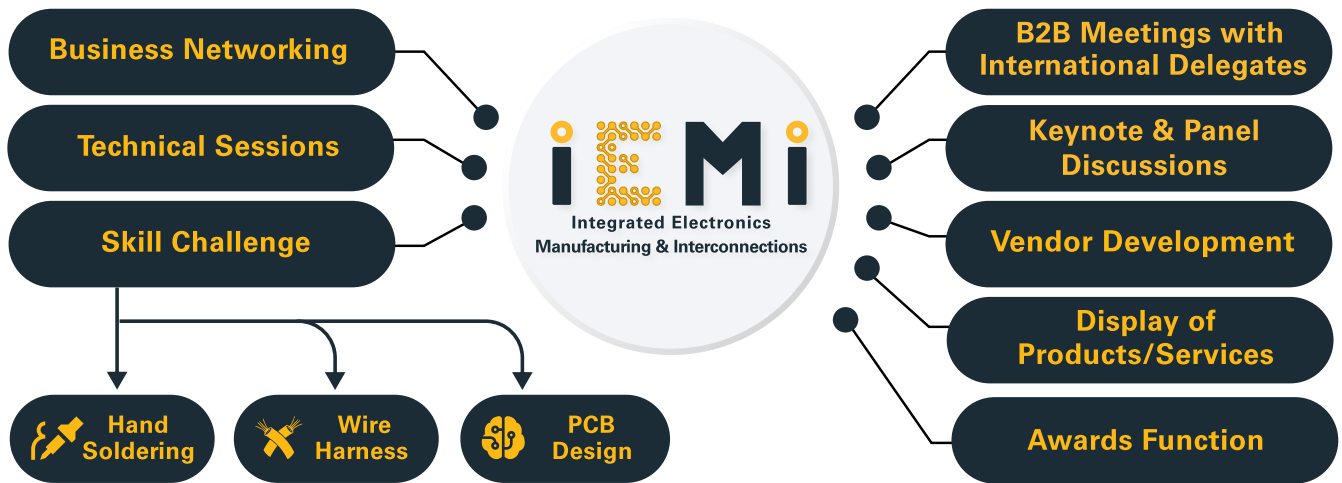 Business Networking
Technical Sessions
Skill Challenge
Hand
Soldering
Wire
Harness
PCB
Design
iEMi
Integrated Electronics
Manufacturing & Interconnections
B2B Meetings with
International Delegates
Keynote & Panel
Discussions
Vendor Development
Display of
Products/Services
Awards Function